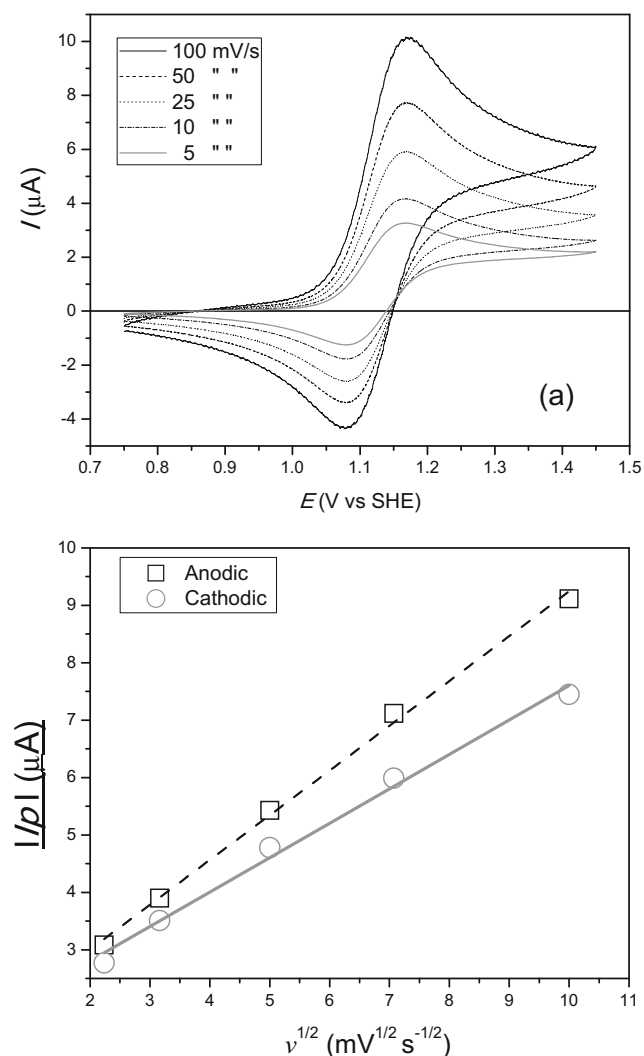 100 mV/s
50 " "
25 " "
10 " "
5 " "
10
8
6
4
2
0
-2
-4
I (μA)
(a)
0.7 0.8 0.9 1.0 1.1 1.2 1.3 1.4 1.5
E (V vs SHE)
Anodic
Cathodic
10
9
8
7
6
5
4
3
|Ip| (μA)
2 3 4 5 6 7 8 9 10 11
v1/2 (mV1/2 s-1/2)